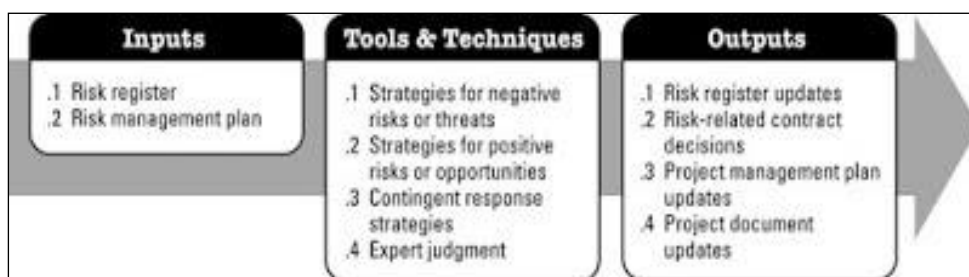 Inputs
.1 Risk register
.2 Risk management plan
Tools & Techniques
.1 Strategies for negative
risks or threats
.2 Strategies for positive
risks or opportunities
.3 Contingent response
strategies
.4 Expert judgment
Outputs
.1 Risk register updates
.2 Risk-related contract
decisions
.3 Project management plan
updates
.4 Project document
updates